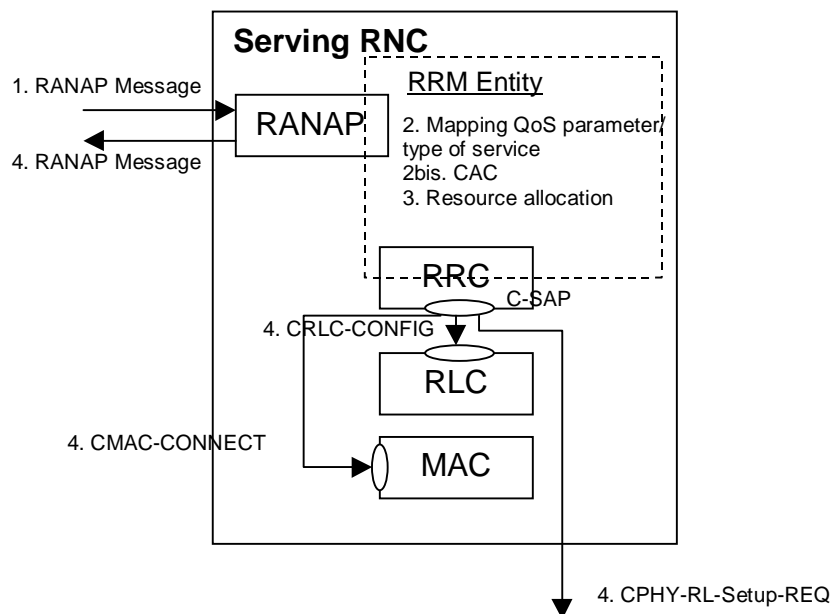 Serving RNC
1. RANAP Message
RANAP
4. RANAP Message
RRM Entity
2. Mapping QoS parameter/
type of service
2bis. CAC
3. Resource allocation
RRC
C-SAP
4. CRLC-CONFIG
RLC
4. CMAC-CONNECT
MAC
4. CPHY-RL-Setup-REQ